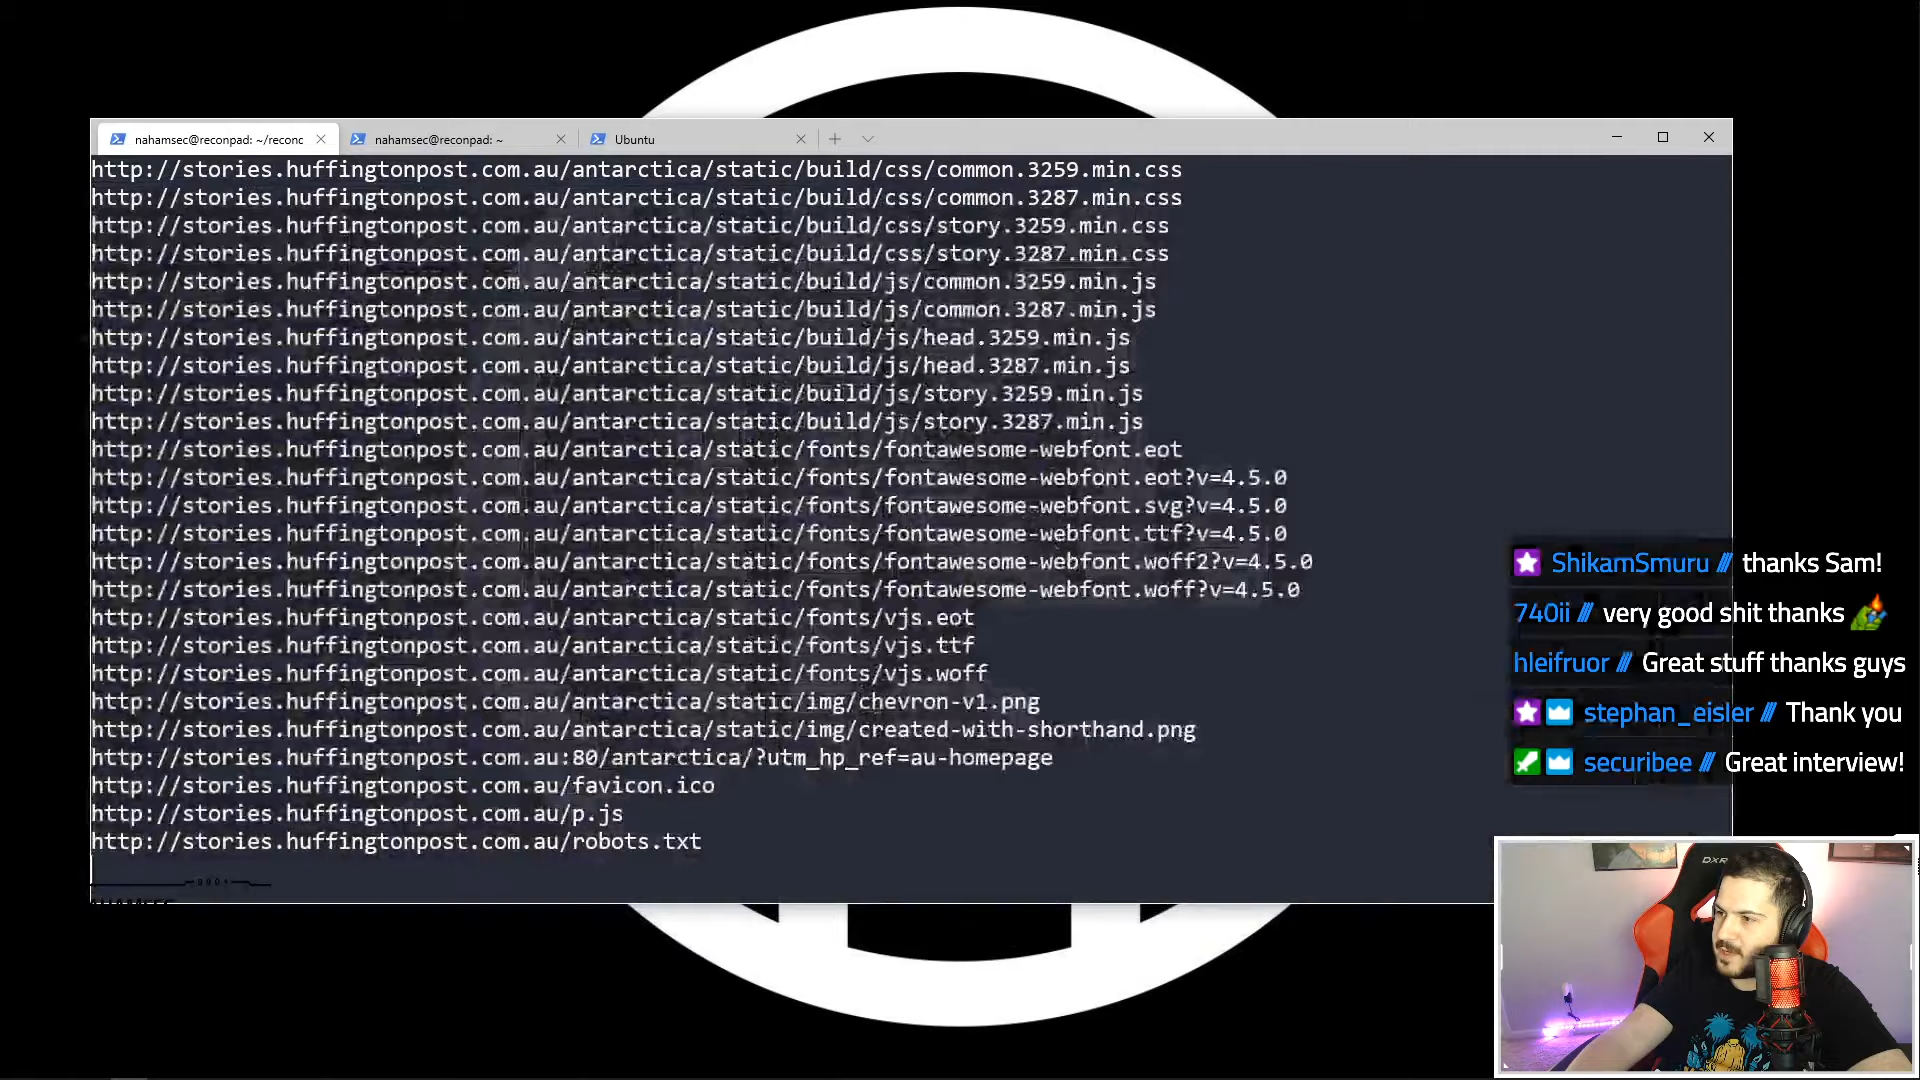 nahamsec@reconpad: ~/reconc
nahamsec@reconpad: ~
Ubuntu
http://stories.huffingtonpost.com.au/antarctica/static/build/css/common.3259.min.css
http://stories.huffingtonpost.com.au/antarctica/static/build/css/common.3287.min.css
http://stories.huffingtonpost.com.au/antarctica/static/build/css/story.3259.min.css
http://stories.huffingtonpost.com.au/antarctica/static/build/css/story.3287.min.css
http://stories.huffingtonpost.com.au/antarctica/static/build/js/common.3259.min.js
http://stories.huffingtonpost.com.au/antarctica/static/build/js/common.3287.min.js
http://stories.huffingtonpost.com.au/antarctica/static/build/js/head.3259.min.js
http://stories.huffingtonpost.com.au/antarctica/static/build/js/head.3287.min.js
http://stories.huffingtonpost.com.au/antarctica/static/build/js/story.3259.min.js
http://stories.huffingtonpost.com.au/antarctica/static/build/js/story.3287.min.js
http://stories.huffingtonpost.com.au/antarctica/static/fonts/fontawesome-webfont.eot
http://stories.huffingtonpost.com.au/antarctica/static/fonts/fontawesome-webfont.eot?v=4.5.0
http://stories.huffingtonpost.com.au/antarctica/static/fonts/fontawesome-webfont.svg?v=4.5.0
http://stories.huffingtonpost.com.au/antarctica/static/fonts/fontawesome-webfont.ttf?v=4.5.0
http://stories.huffingtonpost.com.au/antarctica/static/fonts/fontawesome-webfont.woff2?v=4.5.0
http://stories.huffingtonpost.com.au/antarctica/static/fonts/fontawesome-webfont.woff?v=4.5.0
http://stories.huffingtonpost.com.au/antarctica/static/fonts/vjs.eot
http://stories.huffingtonpost.com.au/antarctica/static/fonts/vjs.ttf
http://stories.huffingtonpost.com.au/antarctica/static/fonts/vjs.woff
http://stories.huffingtonpost.com.au/antarctica/static/img/chevron-v1.png
http://stories.huffingtonpost.com.au/antarctica/static/img/created-with-shorthand.png
http://stories.huffingtonpost.com.au:80/antarctica/?utm_hp_ref=au-homepage
http://stories.huffingtonpost.com.au/favicon.ico
http://stories.huffingtonpost.com.au/p.js
http://stories.huffingtonpost.com.au/robots.txt
ShikamSmuru // thanks Sam!
740ii // very good shit thanks
hleifruor // Great stuff thanks guys
stephan_eisler // Thank you
securibee // Great interview!
DXR